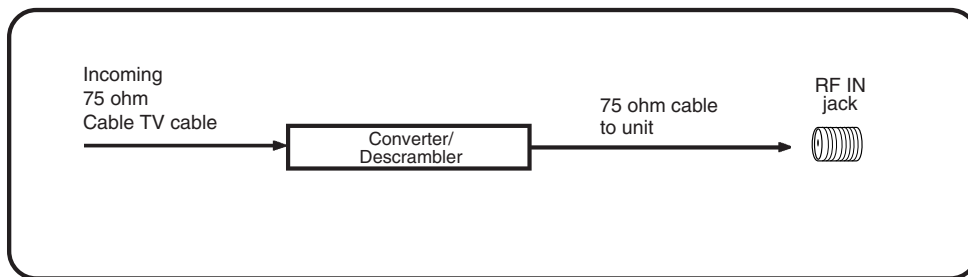 Incoming
75 ohm
Cable TV cable
Converter/
Descrambler
75 ohm cable
to unit
RF IN
jack